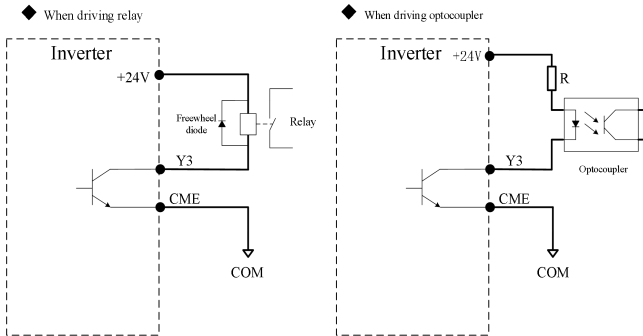 ◆ When driving relay
Inverter
+24V
Freewheel
diode
Relay
Y3
CME
COM
◆ When driving optocoupler
Inverter
+24V
R
Y3
Optocoupler
CME
COM